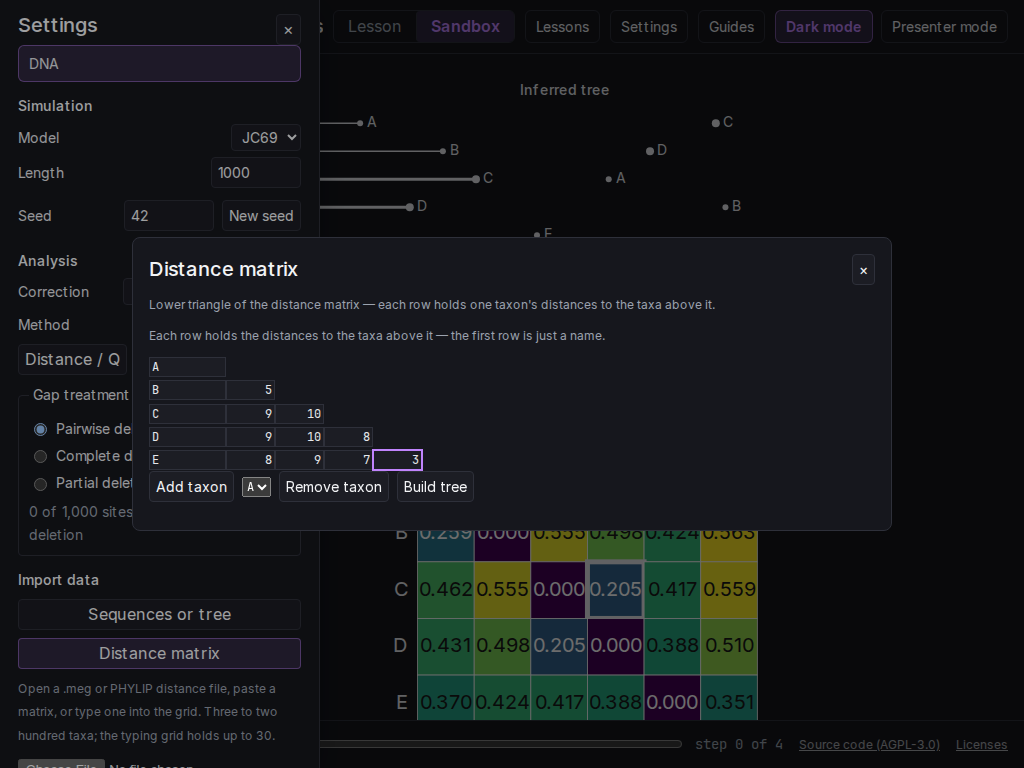 Settings
×
s
Lesson
Sandbox
Lessons
Settings
Guides
Dark mode
Presenter mode
DNA
Simulation
Model
JC69
Length
1000
Seed
42
New seed
Analysis
Correction
Method
Distance / Q
Gap treatment
Pairwise de
Complete d
Partial delet
0 of 1,000 sites
deletion
Import data
Sequences or tree
Distance matrix
Open a .meg or PHYLIP distance file, paste a
matrix, or type one into the grid. Three to two
hundred taxa; the typing grid holds up to 30.
Choose File No file chosen
Inferred tree
A
B
C
D
C
D
A
B
E
Distance matrix
×
Lower triangle of the distance matrix — each row holds one taxon's distances to the taxa above it.
Each row holds the distances to the taxa above it — the first row is just a name.
A
B 5
C 9 10
D 9 10 8
E 8 9 7 3
Add taxon
A
Remove taxon
Build tree
B 0.259 0.000 0.555 0.498 0.424 0.563
C 0.462 0.555 0.000 0.205 0.417 0.559
D 0.431 0.498 0.205 0.000 0.388 0.510
E 0.370 0.424 0.417 0.388 0.000 0.351
step 0 of 4
Source code (AGPL-3.0)
Licenses